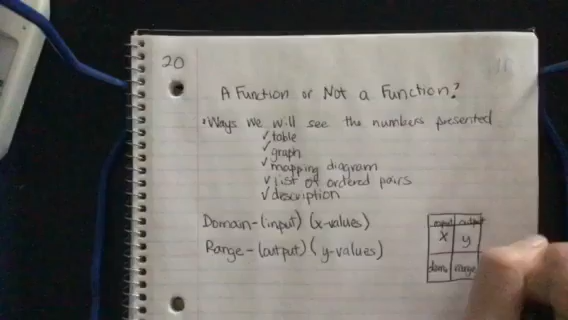 20
A Function or Not a Function?
•Ways we will see the numbers presented
✓table
✓graph
✓mapping diagram
✓list of ordered pairs
✓description
Domain-(input) (x-values)
Range-(output) (y-values)
input output
x y
dom. range